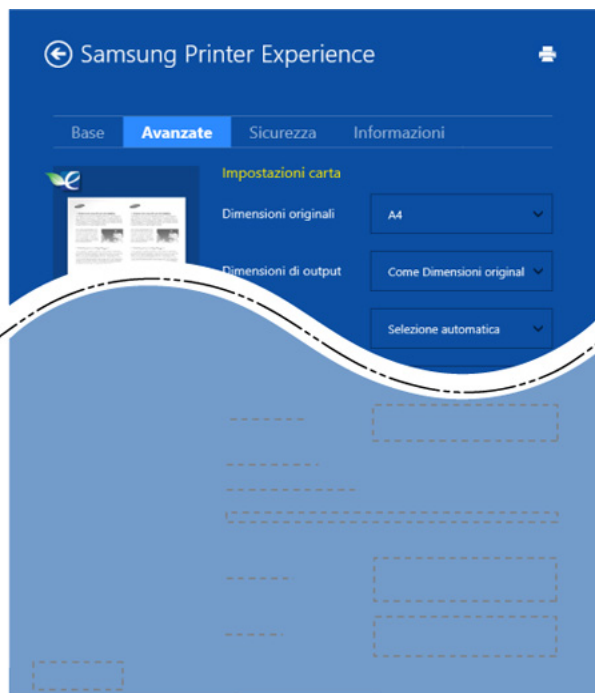 Samsung Printer Experience
Base Avanzate Sicurezza Informazioni
Impostazioni carta
Dimensioni originali A4
Dimensioni di output Come Dimensioni original
Selezione automatica